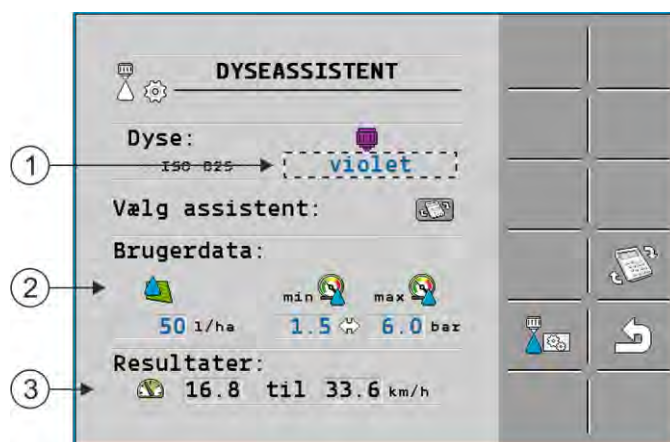 DYSEASSISTENT
Dyse:
1 ISO 025 violet
Vælg assistent:
Brugerdata:
2 min max
50 l/ha 1.5 6.0 bar
Resultater:
3 16.8 til 33.6 km/h